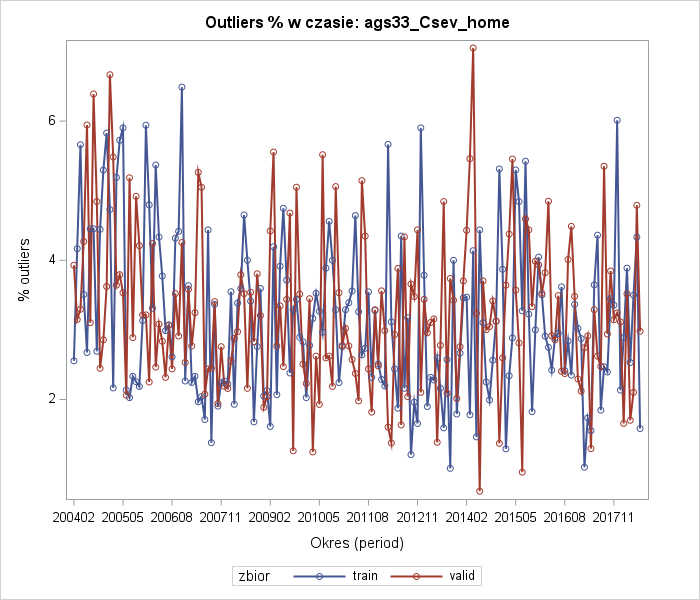 Outliers % w czasie: ags33_Csev_home
% outliers
6
4
2
200402 200505 200608 200711 200902 201005 201108 201211 201402 201505 201608 201711
Okres (period)
zbior train valid